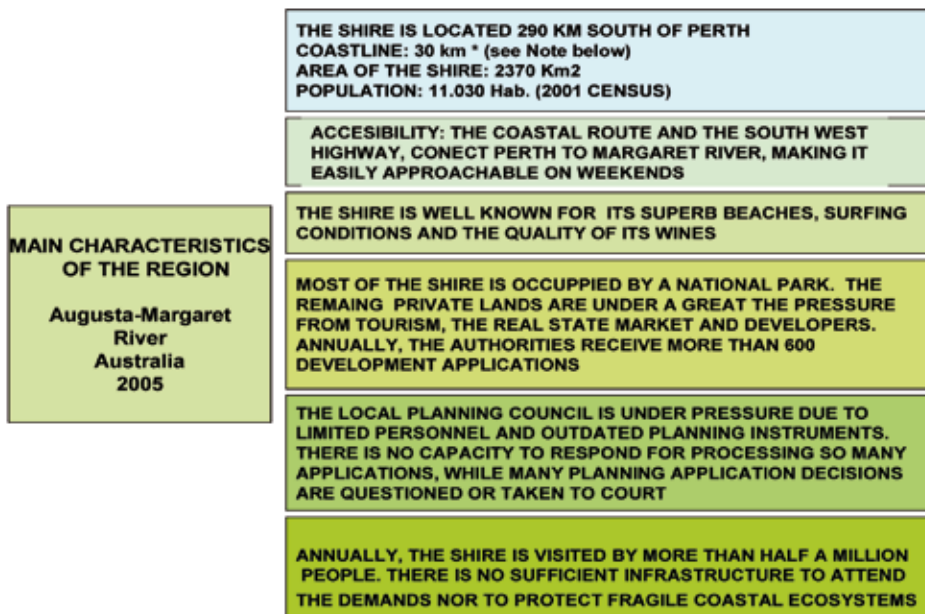 MAIN CHARACTERISTICS
OF THE REGION
Augusta-Margaret
River
Australia
2005
THE SHIRE IS LOCATED 290 KM SOUTH OF PERTH
COASTLINE: 30 km * (see Note below)
AREA OF THE SHIRE: 2370 Km2
POPULATION: 11.030 Hab. (2001 CENSUS)
ACCESIBILITY: THE COASTAL ROUTE AND THE SOUTH WEST
HIGHWAY, CONECT PERTH TO MARGARET RIVER, MAKING IT
EASILY APPROACHABLE ON WEEKENDS
THE SHIRE IS WELL KNOWN FOR ITS SUPERB BEACHES, SURFING
CONDITIONS AND THE QUALITY OF ITS WINES
MOST OF THE SHIRE IS OCCUPPIED BY A NATIONAL PARK. THE
REMAING PRIVATE LANDS ARE UNDER A GREAT THE PRESSURE
FROM TOURISM, THE REAL STATE MARKET AND DEVELOPERS.
ANNUALLY, THE AUTHORITIES RECEIVE MORE THAN 600
DEVELOPMENT APPLICATIONS
THE LOCAL PLANNING COUNCIL IS UNDER PRESSURE DUE TO
LIMITED PERSONNEL AND OUTDATED PLANNING INSTRUMENTS.
THERE IS NO CAPACITY TO RESPOND FOR PROCESSING SO MANY
APPLICATIONS, WHILE MANY PLANNING APPLICATION DECISIONS
ARE QUESTIONED OR TAKEN TO COURT
ANNUALLY, THE SHIRE IS VISITED BY MORE THAN HALF A MILLION
PEOPLE. THERE IS NO SUFFICIENT INFRASTRUCTURE TO ATTEND
THE DEMANDS NOR TO PROTECT FRAGILE COASTAL ECOSYSTEMS